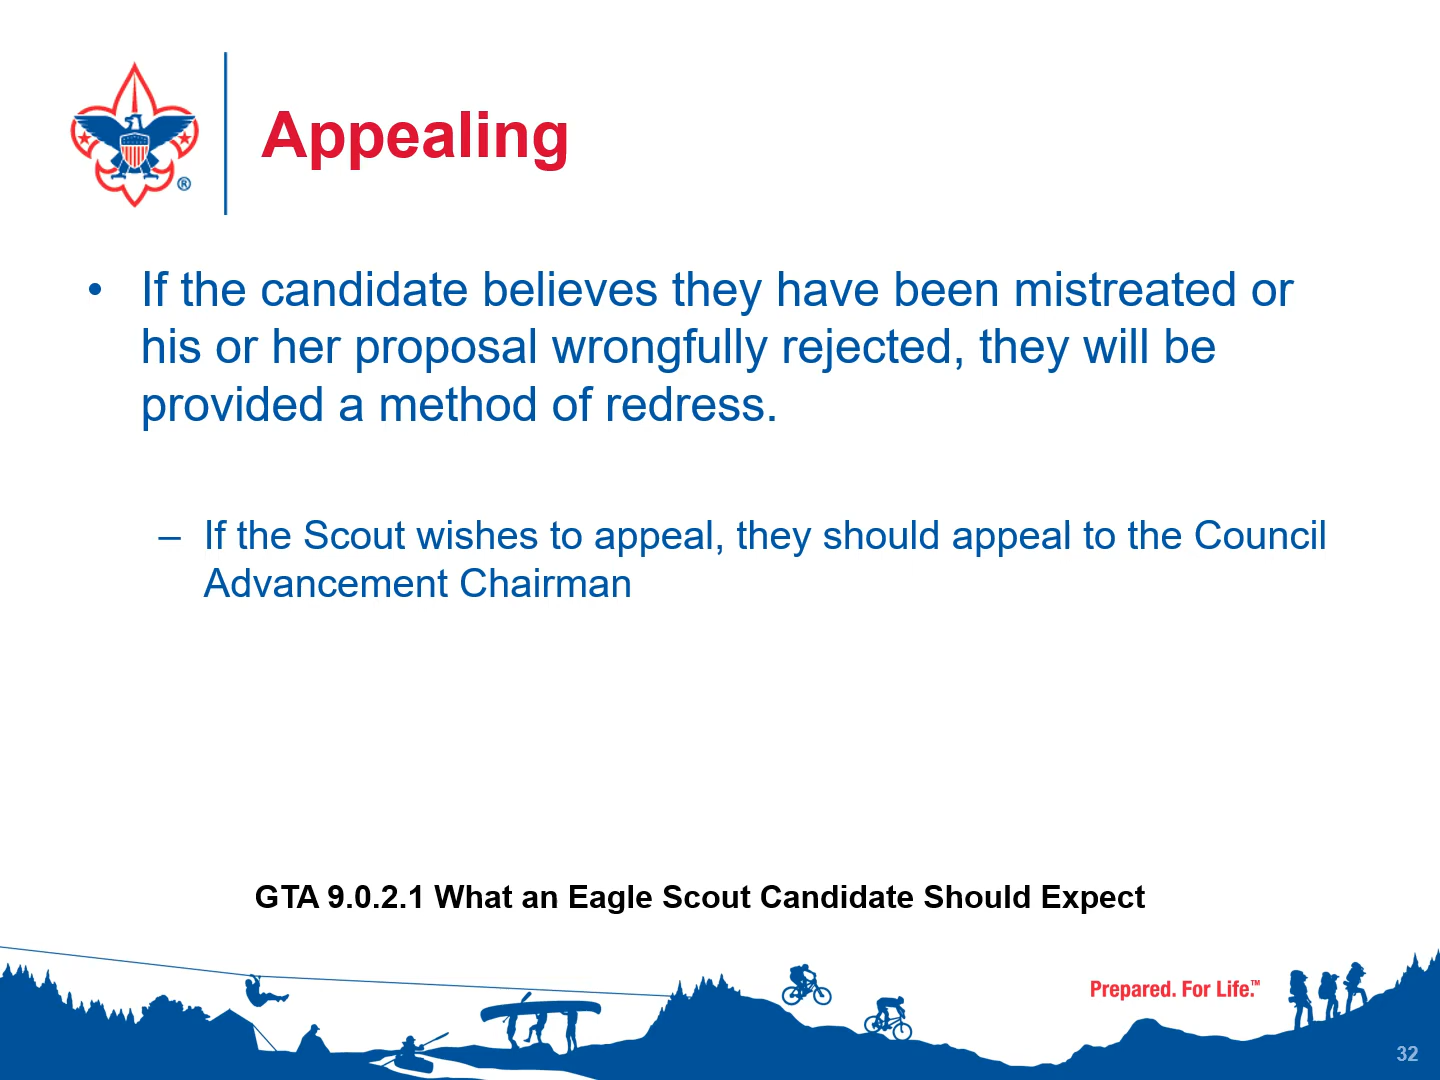 Appealing
• If the candidate believes they have been mistreated or
his or her proposal wrongfully rejected, they will be
provided a method of redress.
– If the Scout wishes to appeal, they should appeal to the Council
Advancement Chairman
GTA 9.0.2.1 What an Eagle Scout Candidate Should Expect
Prepared. For Life.™
32
®